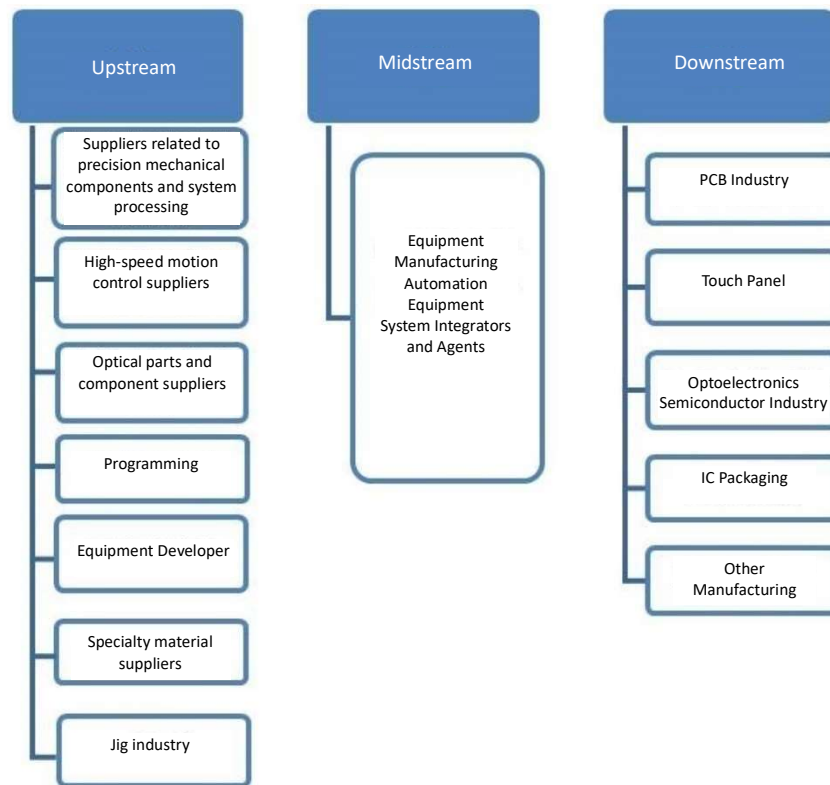 Upstream
Suppliers related to
precision mechanical
components and system
processing
High-speed motion
control suppliers
Optical parts and
component suppliers
Programming
Equipment Developer
Specialty material
suppliers
Jig industry
Midstream
Equipment
Manufacturing
Automation
Equipment
System Integrators
and Agents
Downstream
PCB Industry
Touch Panel
Optoelectronics
Semiconductor Industry
IC Packaging
Other
Manufacturing